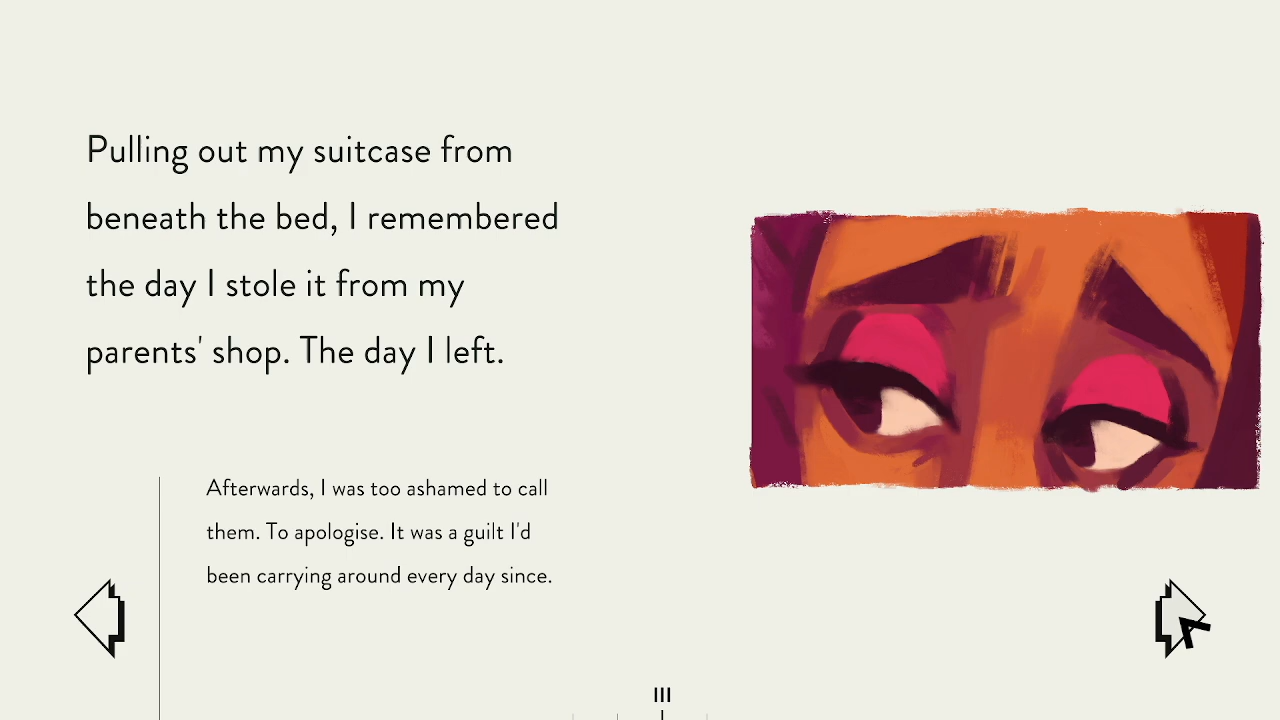 Pulling out my suitcase from
beneath the bed, I remembered
the day I stole it from my
parents' shop. The day I left.
Afterwards, I was too ashamed to call
them. To apologise. It was a guilt I'd
been carrying around every day since.
III